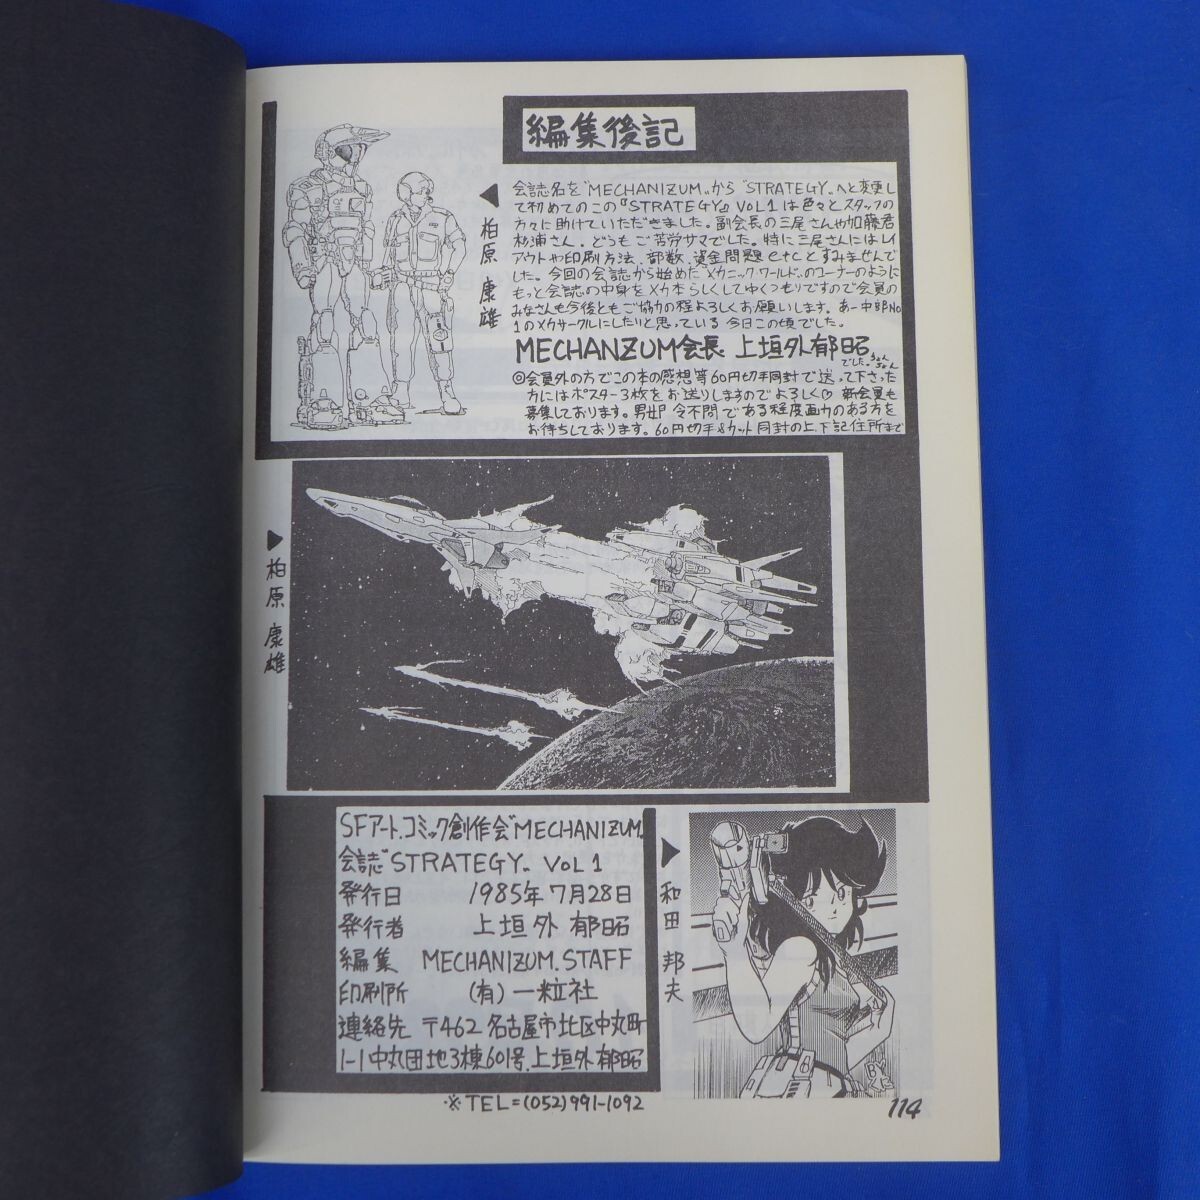 編集後記
柏原康雄
会誌名を"MECHANIZUM"から"STRATEGY"へと変更し
て初めてのこの『STRATEGY』VOL1は色々とスタッフの
方々に助けていただきました。副会長の三尾さんや加藤君
杉浦さん、どうもご苦労サマでした。特に三尾さんにはレイ
アウトや印刷方法、部数、資金問題etcとすみませんで
した。今回の会誌から始めた"メカニックワールド"のコーナーのように
もっと会誌の中身をメカ本らしくしてゆくつもりですので会員の
みなさんも今後ともご協力の程よろしくお願いします。あー中部No
1のメカサークルにしたいと思っている今日この頃でした。
MECHANZUM会長 上垣外郁昭
でした。ちょん ちょん
◎会員外の方でこの本の感想等60円切手同封で送って下さった
方にはポスター3枚をお送りしますのでよろしく♡ 新会員も
募集しております。男女年令不問である程度画力のある方を
お待ちしております。60円切手&カット同封の上、下記住所まで
柏原康雄
SFアート.コミック創作会"MECHANIZUM"
会誌"STRATEGY" VOL1
発行日 1985年7月28日
発行者 上垣外 郁昭
編集 MECHANIZUM.STAFF
印刷所 (有)一粒社
連絡先 〒462 名古屋市北区中丸町
1-1中丸団地3棟601号.上垣外郁昭
※TEL=(052)991-1092
和田邦夫
114